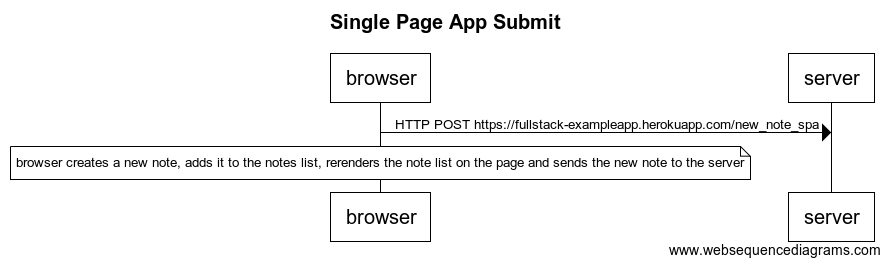 Single Page App Submit
browser
server
HTTP POST https://fullstack-exampleapp.herokuapp.com/new_note_spa
browser creates a new note, adds it to the notes list, rerenders the note list on the page and sends the new note to the server
browser
server
www.websequencediagrams.com